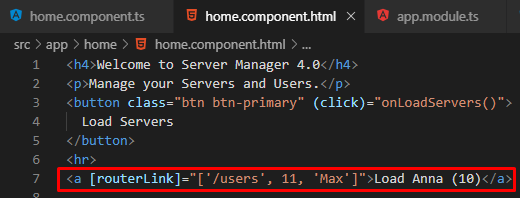 home.component.ts
home.component.html ×
app.module.ts
src > app > home > home.component.html > ...
1 <h4>Welcome to Server Manager 4.0</h4>
2 <p>Manage your Servers and Users.</p>
3 <button class="btn btn-primary" (click)="onLoadServers()">
4 Load Servers
5 </button>
6 <hr>
7 <a [routerLink]="['/users', 11, 'Max']">Load Anna (10)</a>
8